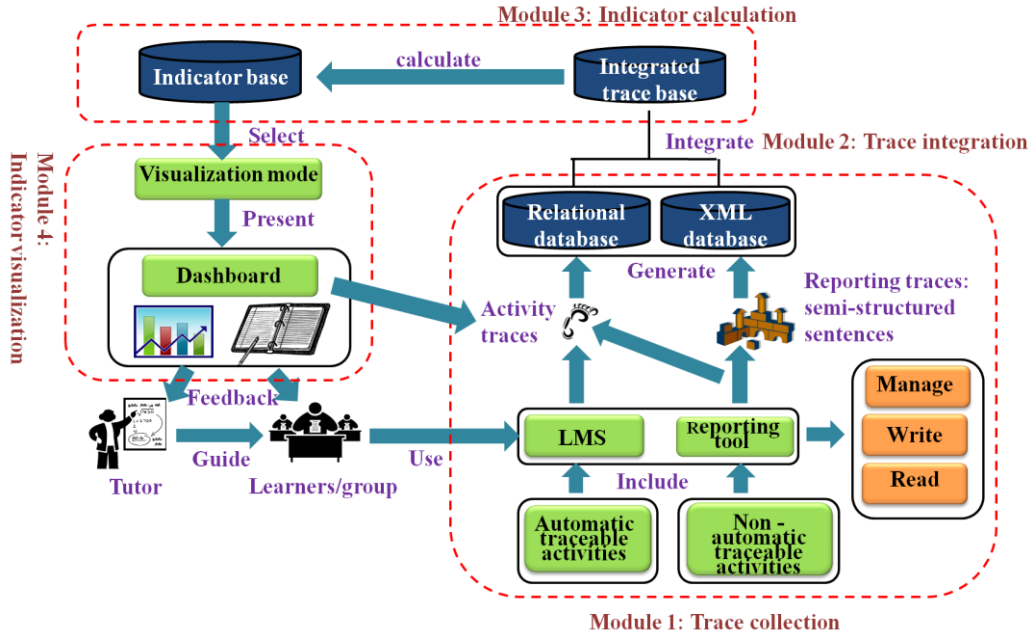 Module 3: Indicator calculation
Indicator base
calculate
Integrated
trace base
Select
Integrate
Module 2: Trace integration
Module 4:
Indicator visualization
Visualization mode
Present
Relational
database
XML
database
Dashboard
Generate
Activity
traces
Reporting traces:
semi-structured
sentences
Feedback
Manage
Write
Read
LMS
Reporting
tool
Guide
Use
Include
Tutor
Learners/group
Automatic
traceable
activities
Non -
automatic
traceable
activities
Module 1: Trace collection